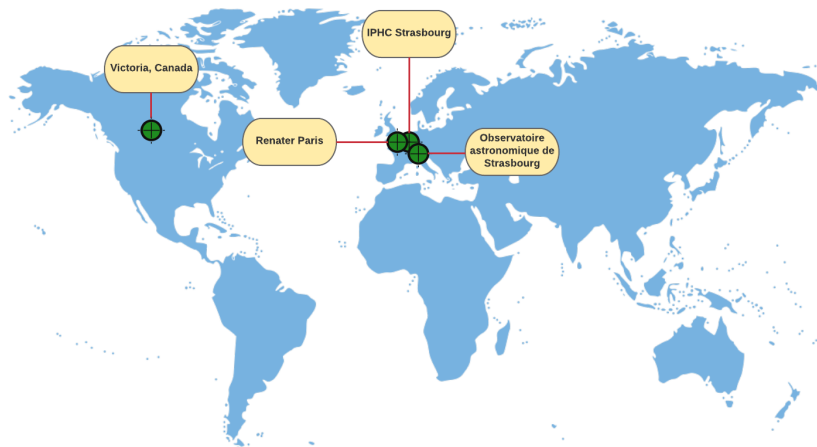 IPHC Strasbourg
Victoria, Canada
Renater Paris
Observatoire
astronomique de
Strasbourg